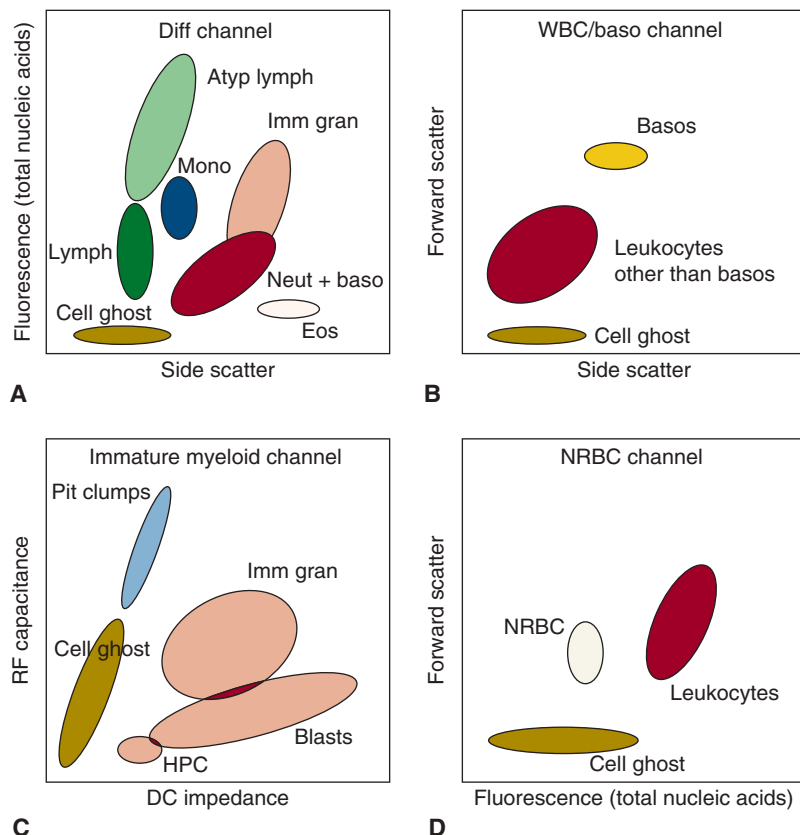 Diff channel
Fluorescence (total nucleic acids)
Atyp lymph
Imm gran
Mono
Lymph
Neut + baso
Cell ghost
Eos
Side scatter
A
WBC/baso channel
Forward scatter
Basos
Leukocytes
other than basos
Cell ghost
Side scatter
B
Immature myeloid channel
RF capacitance
Pit clumps
Imm gran
Cell ghost
Blasts
HPC
DC impedance
C
NRBC channel
Forward scatter
NRBC
Leukocytes
Cell ghost
Fluorescence (total nucleic acids)
D